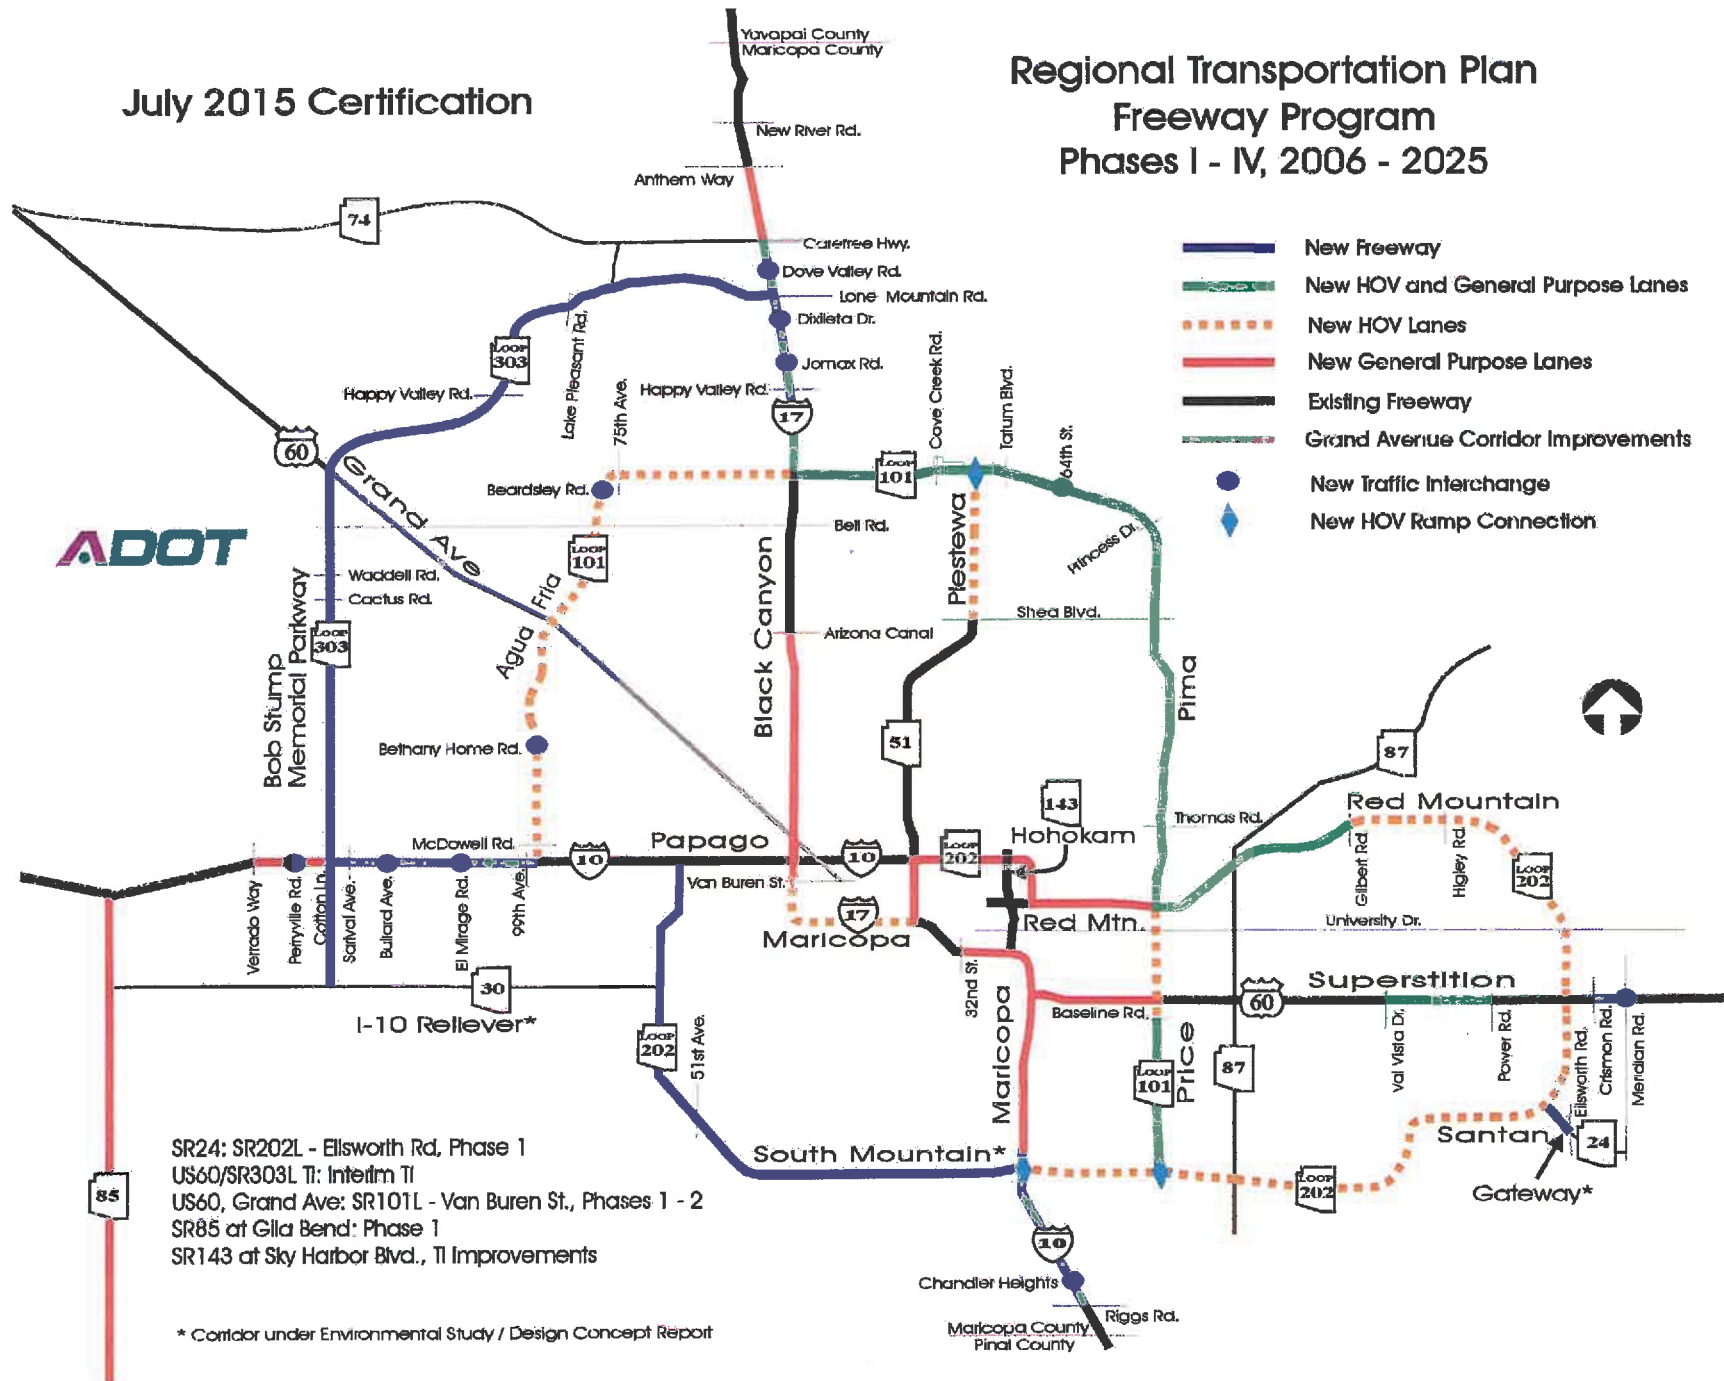 July 2015 Certification
Regional Transportation Plan
Freeway Program
Phases I - IV, 2006 - 2025
Yavapai County
Maricopa County
New River Rd.
Anthem Way
74
Carefree Hwy.
Dove Valley Rd.
Lone Mountain Rd.
Dixileta Dr.
Jomax Rd.
Happy Valley Rd.
17
LOOP
303
Happy Valley Rd.
Lake Pleasant Rd.
75th Ave.
Cave Creek Rd.
Tatum Blvd.
64th St.
New Freeway
New HOV and General Purpose Lanes
New HOV Lanes
New General Purpose Lanes
Existing Freeway
Grand Avenue Corridor Improvements
New Traffic Interchange
New HOV Ramp Connection
60
Grand Ave
Beardsley Rd.
LOOP
101
Bell Rd.
Piestewa
Princess Dr.
ADOT
LOOP
101
Waddell Rd.
Cactus Rd.
Agua Fria
Black Canyon
Arizona Canal
Shea Blvd.
LOOP
303
Bob Stump
Memorial Parkway
Pima
51
87
Bethany Home Rd.
143
Hohokam
Thomas Rd.
Red Mountain
McDowell Rd.
10
Papago
10
LOOP
202
Van Buren St.
Gilbert Rd.
Higley Rd.
LOOP
202
Verrado Way
Perryville Rd.
Cotton Ln.
Sarival Ave.
Bullard Ave.
El Mirage Rd.
99th Ave.
17
Maricopa
Red Mtn.
University Dr.
30
I-10 Reliever*
32nd St.
Maricopa
Baseline Rd.
60
Superstition
LOOP
202
51st Ave.
LOOP
101
Price
87
Val Vista Dr.
Power Rd.
Ellsworth Rd.
Crismon Rd.
Meridian Rd.
Santan
24
Gateway*
South Mountain*
LOOP
202
85
SR24: SR202L - Ellsworth Rd, Phase 1
US60/SR303L TI: Interim TI
US60, Grand Ave: SR101L - Van Buren St., Phases 1 - 2
SR85 at Gila Bend: Phase 1
SR143 at Sky Harbor Blvd., TI Improvements
10
Chandler Heights
Riggs Rd.
Maricopa County
Pinal County
* Corridor under Environmental Study / Design Concept Report